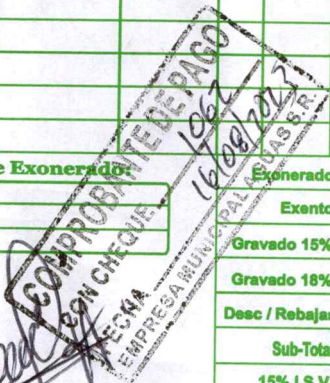 COMPROBANTE DE PAGO
CON CHEQUE 1062
FECHA 16/08/2023
EMPRESA MUNICIPAL AGUAS S.R.
e Exonerado:
Exonerado
Exento
Gravado 15%
Gravado 18%
Desc / Rebajas
Sub-Total
15% I.S.V.